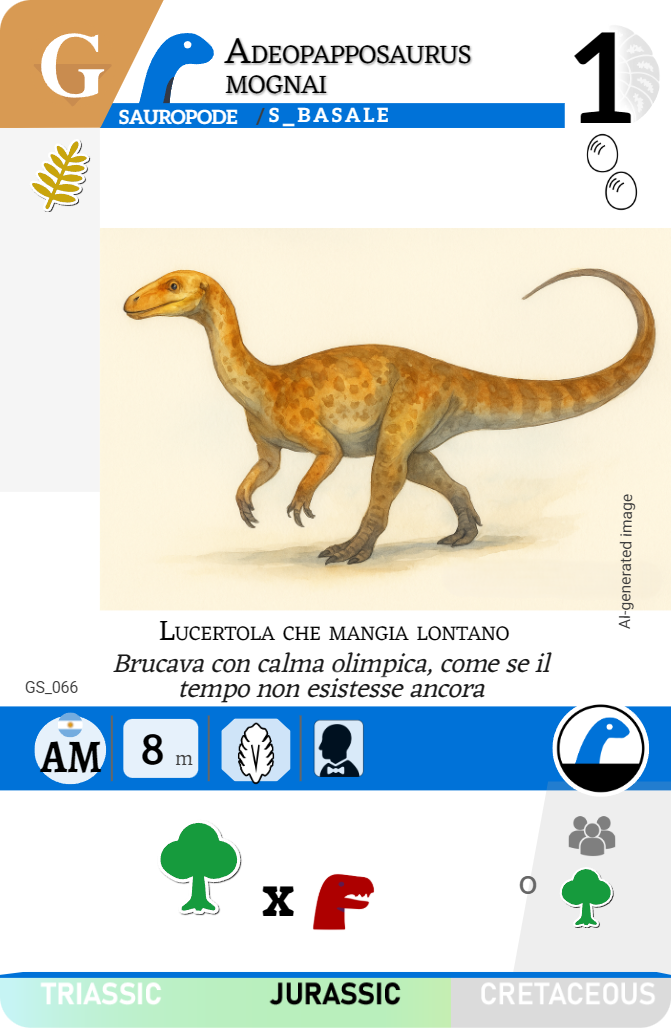 G
ADEOPAPPOSAURUS
MOGNAI
1
SAUROPODE / S_BASALE
AI-generated image
LUCERTOLA CHE MANGIA LONTANO
Brucava con calma olimpica, come se il
tempo non esistesse ancora
GS_066
AM
8 m
V
x
O
TRIASSIC
JURASSIC
CRETACEOUS